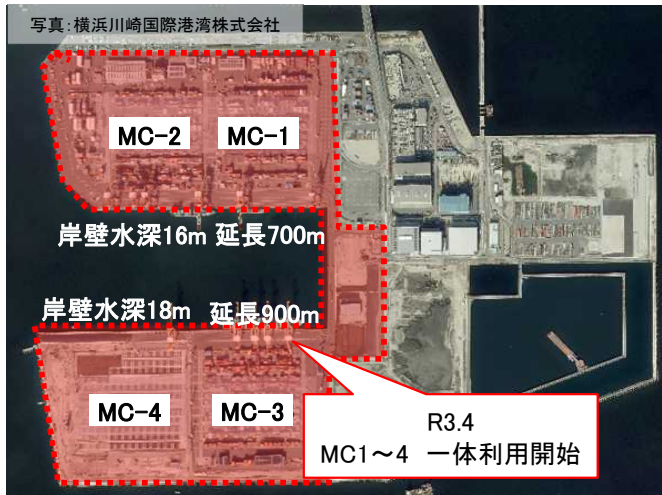 写真:横浜川崎国際港湾株式会社
MC-2
MC-1
岸壁水深16m 延長700m
岸壁水深18m 延長900m
MC-4
MC-3
R3.4
MC1～4 一体利用開始